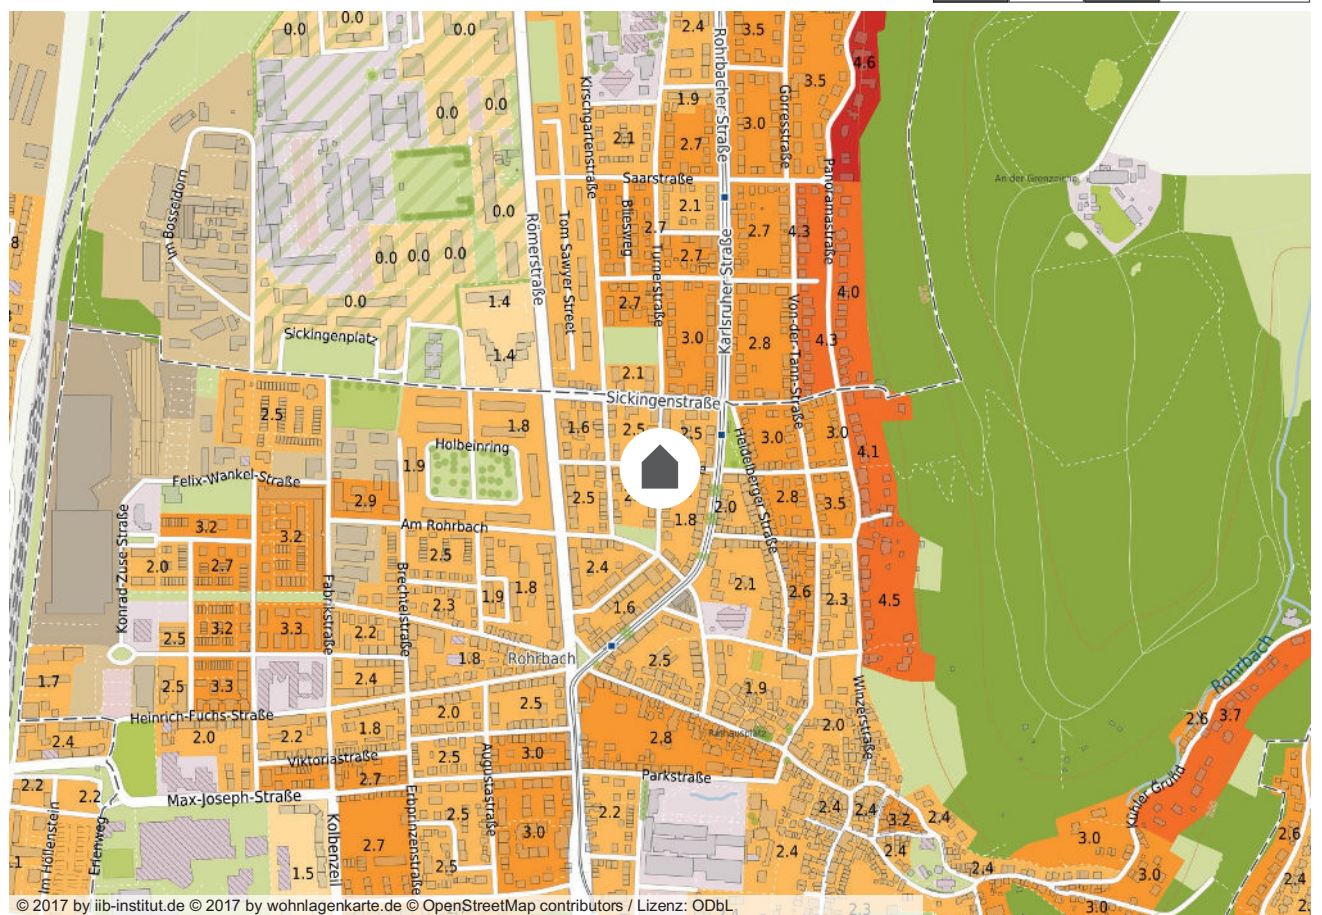 0.0
0.0
0.0
2.4
3.5
4.6
3.5
Rohrbacher Straße
Kirschgartenstraße
Görresstraße
1.9
0.0
0.0
3.0
2.1
2.7
Im Bosseldorn
Saarstraße
Panoramastraße
An der Grenzeiche
0.0
Römerstraße
Tom Sawyer Street
Bliesweg
2.7
2.1
Turnerstraße
2.7
Karlsruher Straße
2.7
4.3
8
0.0
0.0
0.0
0.0
1.4
2.7
4.0
Von-der-Tann-Straße
Sickingenplatz
1.4
3.0
2.8
4.3
2.1
Sickingenstraße
2.5
1.8
1.6
2.5
2.5
3.0
3.0
Heidelberger Straße
Holbeinring
1.9
4.1
Felix-Wankel-Straße
2.9
2.5
2.8
3.5
2.0
1.8
Konrad-Zuse-Straße
3.2
3.2
Am Rohrbach
2.5
2.0
2.7
2.4
2.1
2.6
2.3
4.5
Fabrikstraße
Brechtelstraße
2.3
1.9
1.8
1.6
2.5
3.2
3.3
2.2
1.8
Rohrbach
2.5
Rohrbach
1.7
2.5
3.3
2.4
1.9
Winzerstraße
Heinrich-Fuchs-Straße
2.0
2.5
2.6
3.7
2.4
2.0
2.2
1.8
2.8
Rathausplatz
2.0
Viktoriastraße
2.7
2.5
Augustastraße
3.0
Parkstraße
Kühler Grund
2.2
2.2
Max-Joseph-Straße
Erbprinzenstraße
2.5
3.0
2.2
2.4
2.4
3.2
2.4
Im Hollenstein
Erlenweg
Kolbenzeil
2.7
2.5
2.4
2.4
2.4
3.0
3.0
2.6
2.4
1.5
2.3
© 2017 by iib-institut.de © 2017 by wohnlagenkarte.de © OpenStreetMap contributors / Lizenz: ODbL